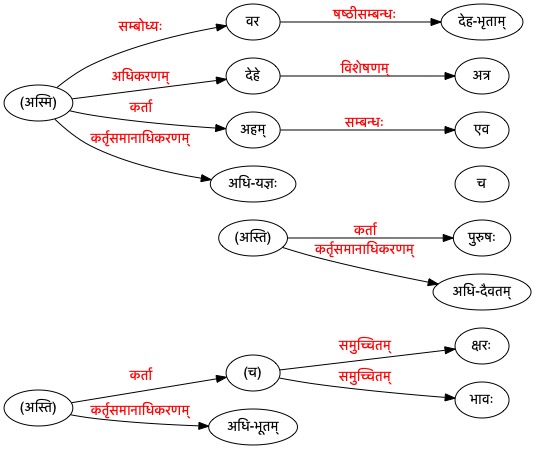 सम्बोध्यः
वर
षष्ठीसम्बन्धः
देह-भृताम्
(अस्मि)
अधिकरणम्
देहे
विशेषणम्
अत्र
कर्ता
अहम्
सम्बन्धः
एव
कर्तृसमानाधिकरणम्
अधि-यज्ञः
च
(अस्ति)
कर्ता
पुरुषः
कर्तृसमानाधिकरणम्
अधि-दैवतम्
(अस्ति)
कर्ता
(च)
समुच्चितम्
क्षरः
समुच्चितम्
भावः
कर्तृसमानाधिकरणम्
अधि-भूतम्